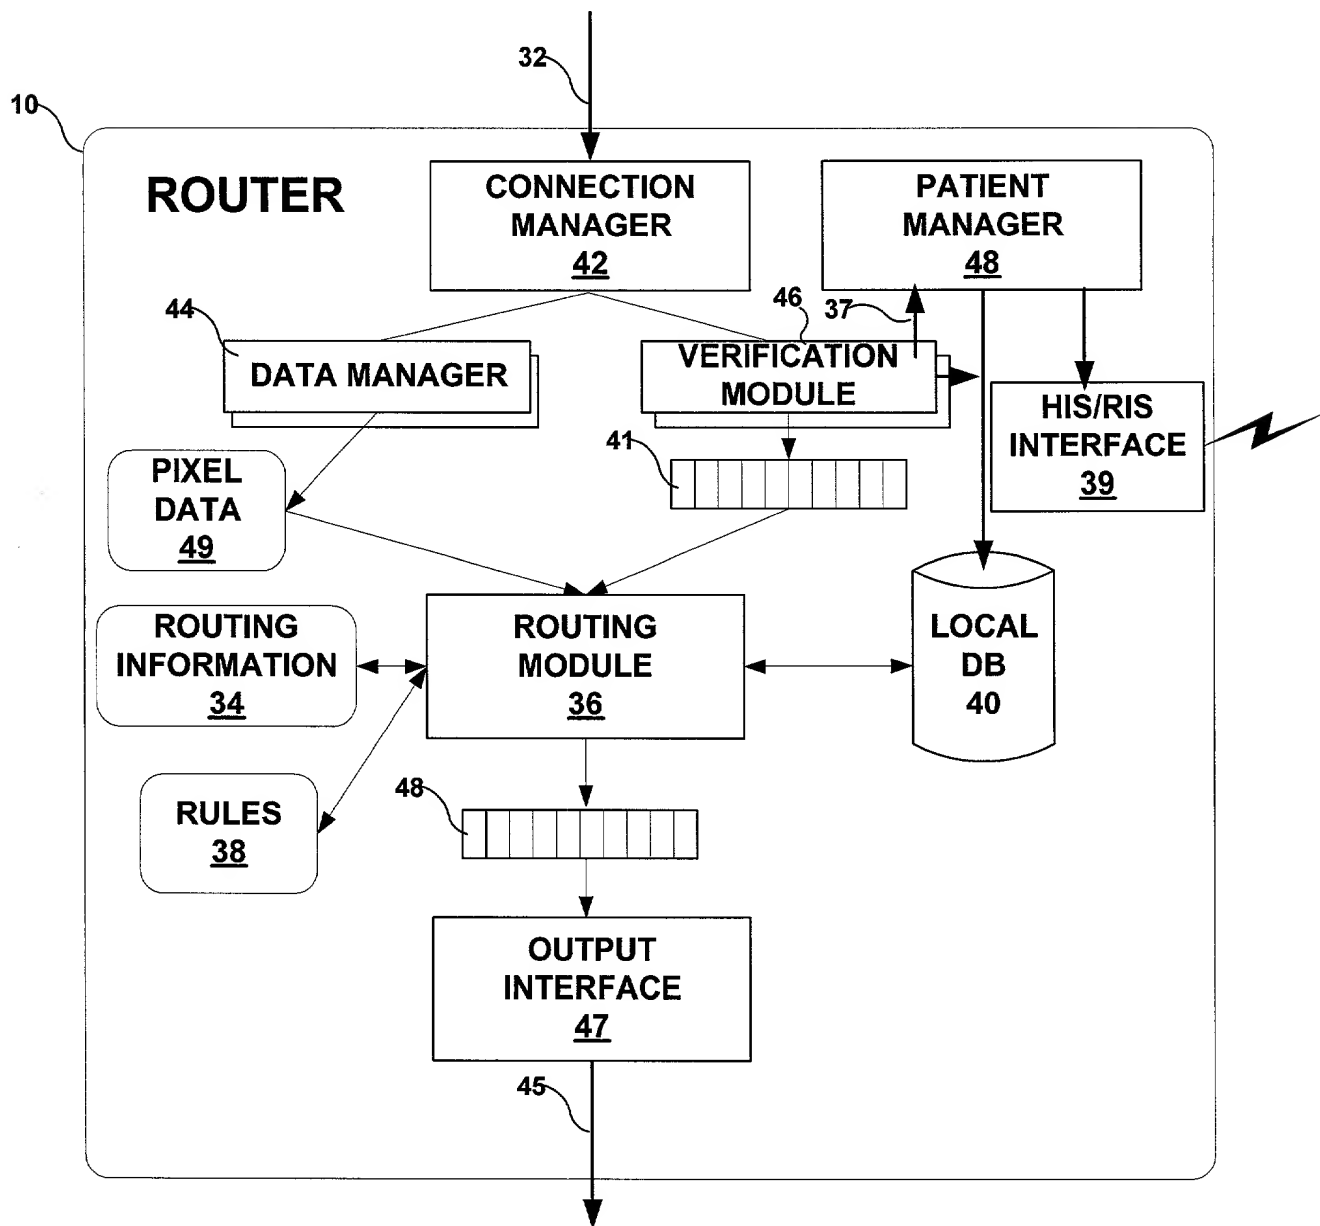 32
10
ROUTER
CONNECTION
MANAGER
42
PATIENT
MANAGER
48
44
46
37
DATA MANAGER
VERIFICATION
MODULE
HIS/RIS
INTERFACE
39
41
PIXEL
DATA
49
ROUTING
INFORMATION
34
ROUTING
MODULE
36
LOCAL
DB
40
RULES
38
48
OUTPUT
INTERFACE
47
45